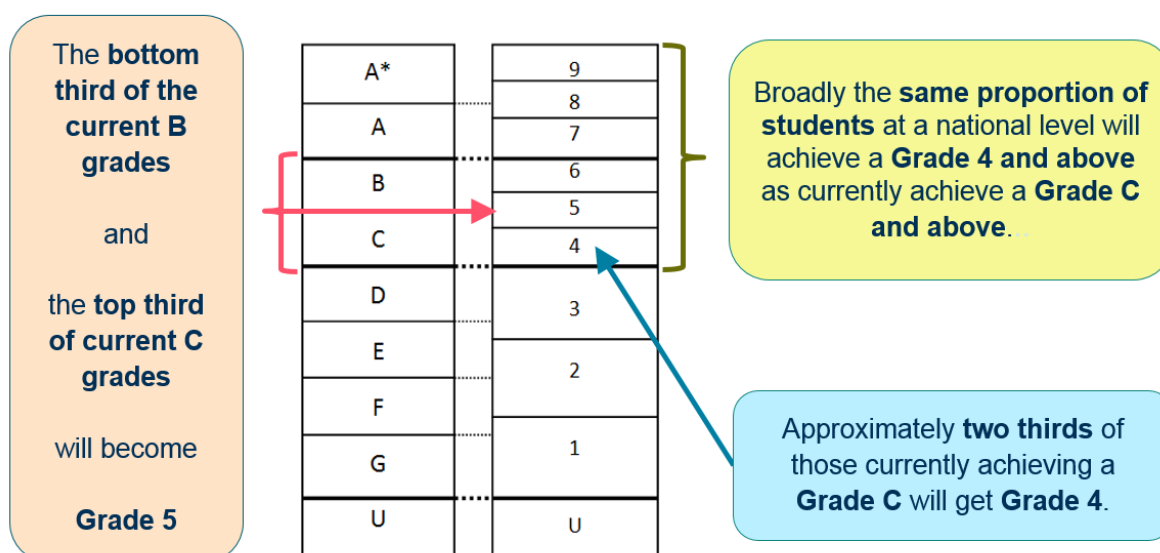 The bottom
third of the
current B
grades
and
the top third
of current C
grades
will become
Grade 5
A*
A
B
C
D
E
F
G
U
9
8
7
6
5
4
3
2
1
U
Broadly the same proportion of
students at a national level will
achieve a Grade 4 and above
as currently achieve a Grade C
and above...
Approximately two thirds of
those currently achieving a
Grade C will get Grade 4.